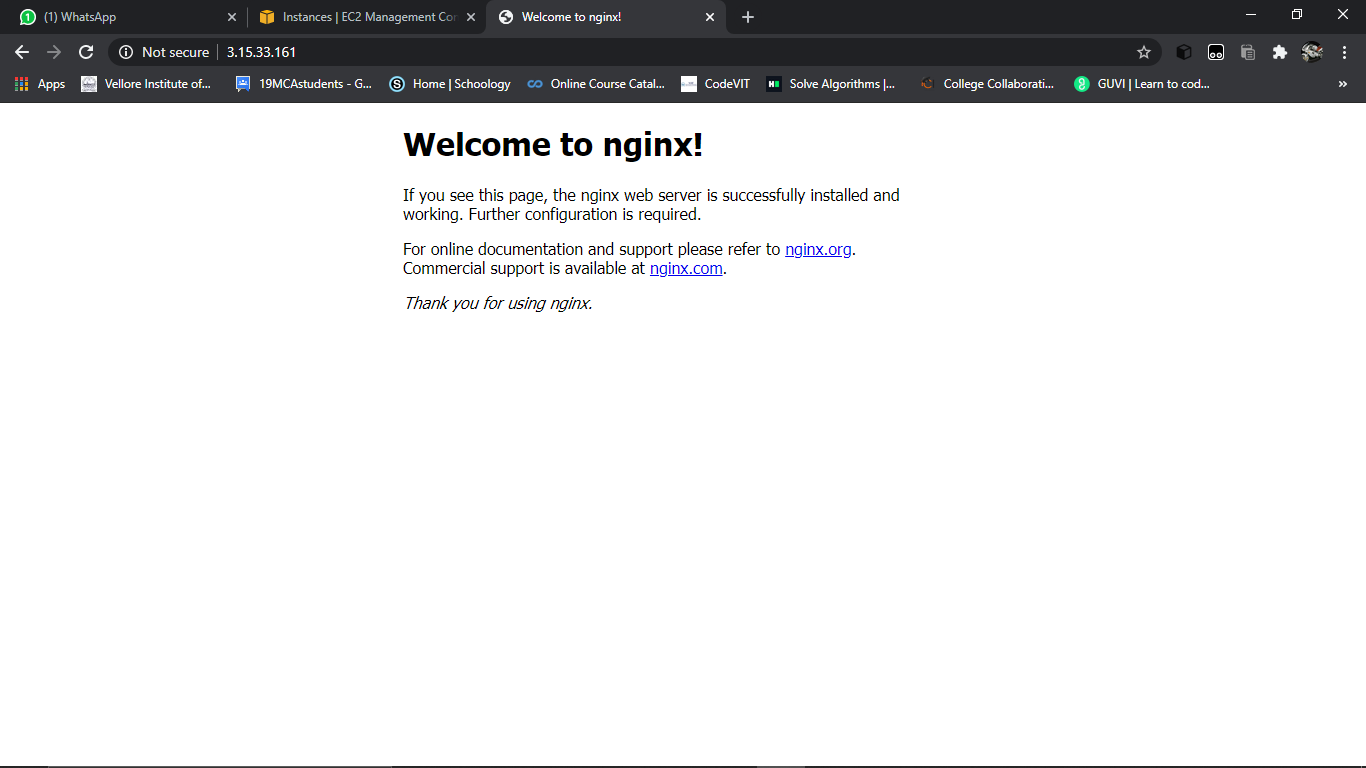 (1) WhatsApp
Instances | EC2 Management Con
Welcome to nginx!
Not secure
3.15.33.161
Apps
Vellore Institute of...
19MCAstudents - G...
Home | Schoology
Online Course Catal...
CodeVIT
Solve Algorithms |...
College Collaborati...
GUVI | Learn to cod...
Welcome to nginx!
If you see this page, the nginx web server is successfully installed and
working. Further configuration is required.
For online documentation and support please refer to nginx.org.
Commercial support is available at nginx.com.
Thank you for using nginx.